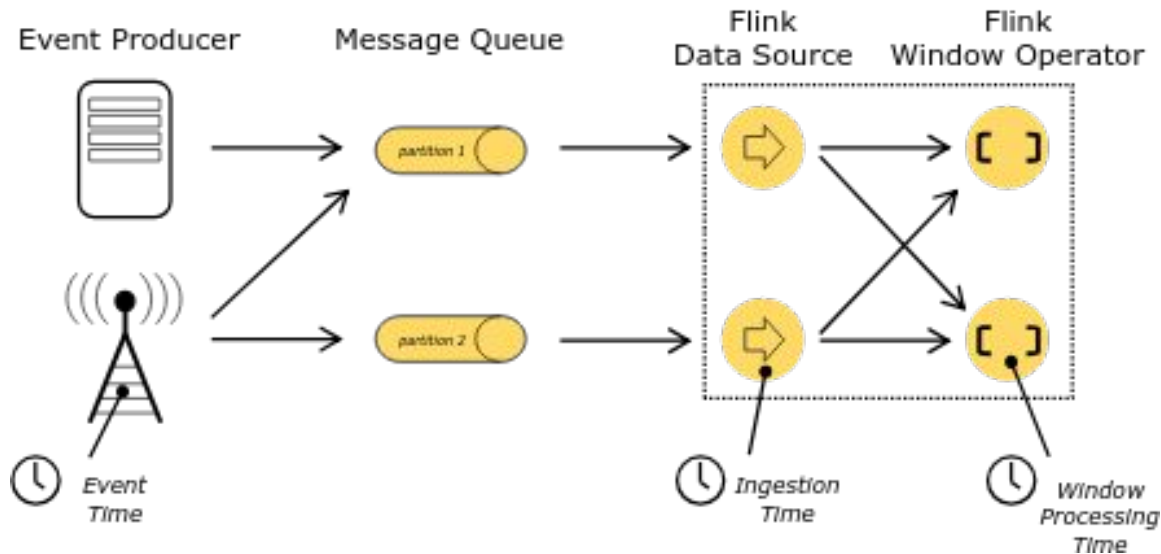 Event Producer
Message Queue
Flink
Data Source
Flink
Window Operator
partition 1
partition 2
Event
Time
Ingestion
Time
Window
Processing
Time